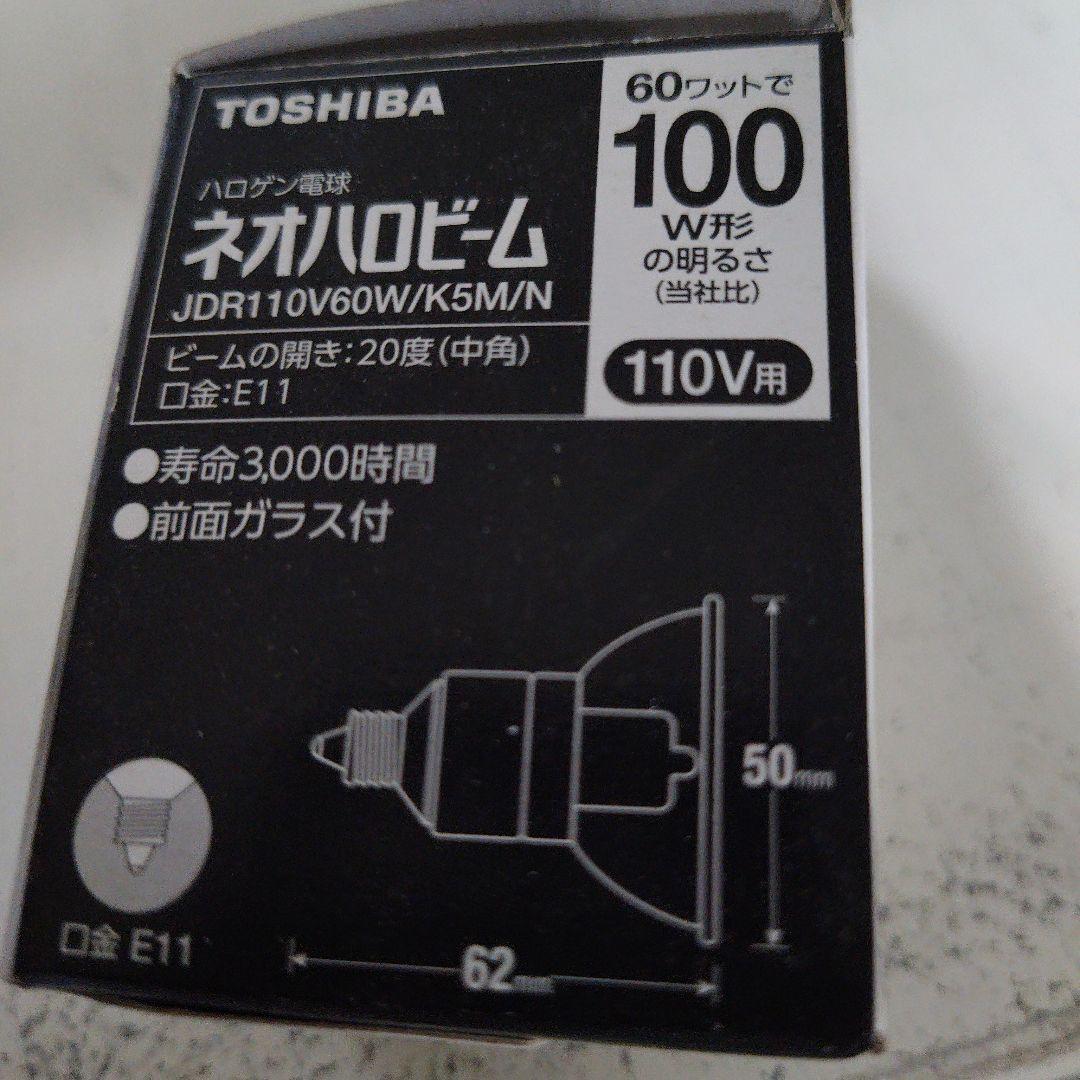 TOSHIBA
ハロゲン電球
ネオハロビーム
JDR110V60W/K5M/N
ビームの開き:20度(中角)
口金:E11
60ワットで
100
W形
の明るさ
(当社比)
110V用
●寿命3,000時間
●前面ガラス付
50mm
62mm
口金 E11